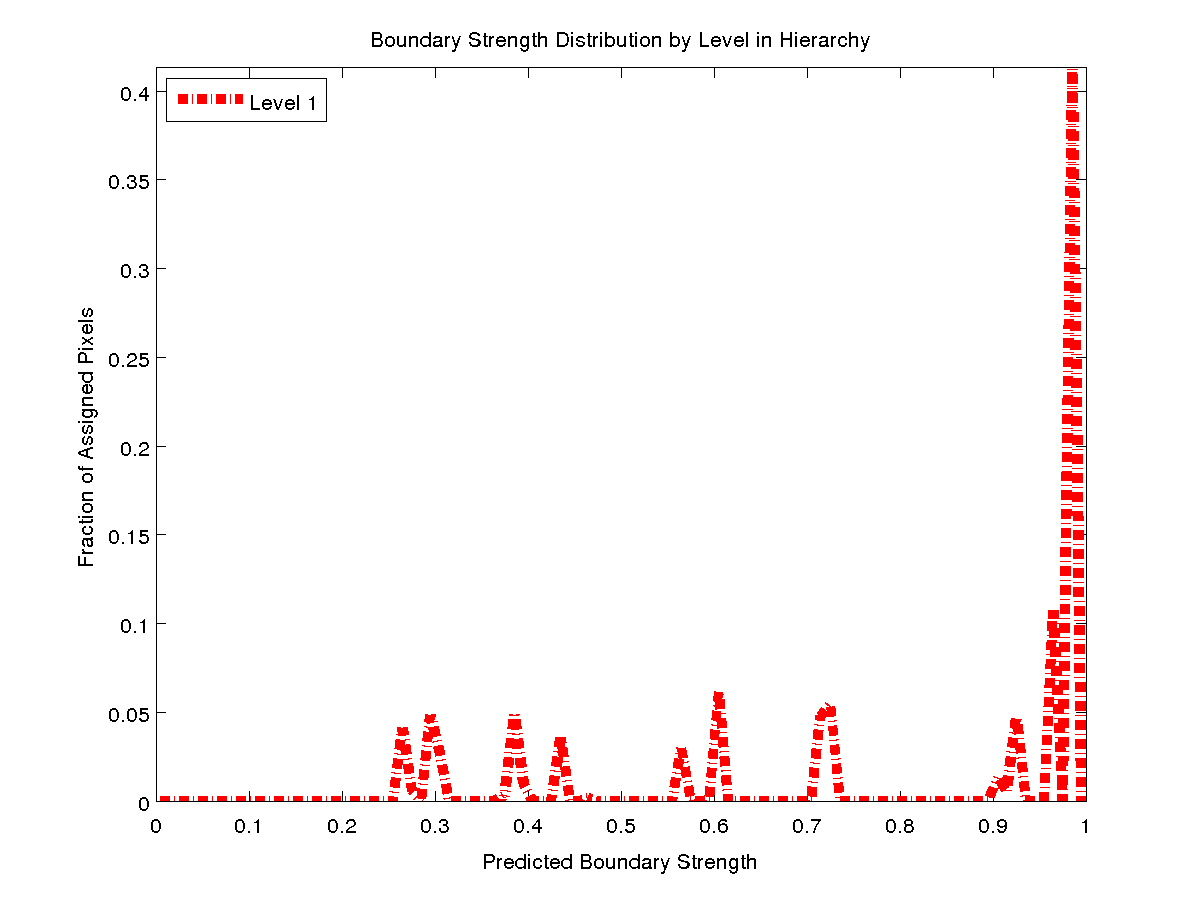 Boundary Strength Distribution by Level in Hierarchy
Level 1
Fraction of Assigned Pixels
0.4
0.35
0.3
0.25
0.2
0.15
0.1
0.05
0
0 0.1 0.2 0.3 0.4 0.5 0.6 0.7 0.8 0.9 1
Predicted Boundary Strength